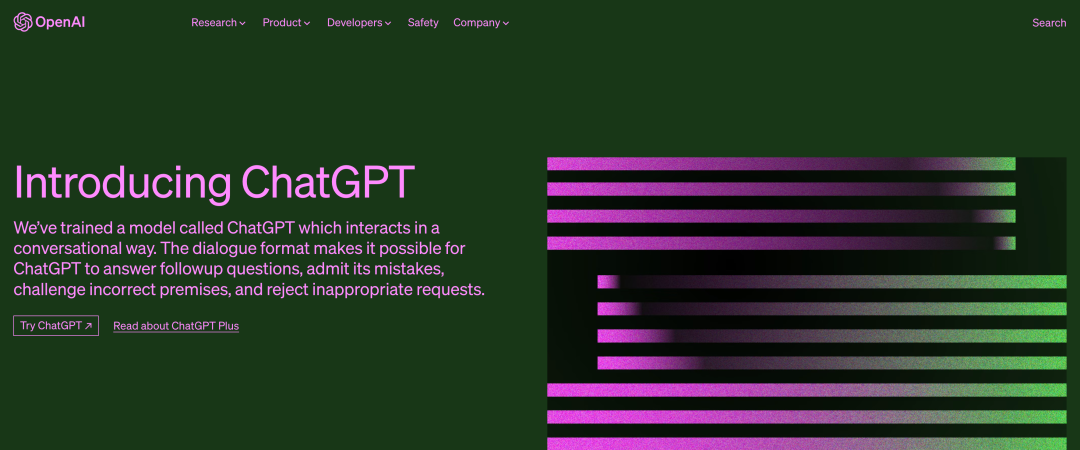 OpenAI
Research
Product
Developers
Safety
Company
Search
Introducing ChatGPT
We’ve trained a model called ChatGPT which interacts in a
conversational way. The dialogue format makes it possible for
ChatGPT to answer followup questions, admit its mistakes,
challenge incorrect premises, and reject inappropriate requests.
Try ChatGPT ↗
Read about ChatGPT Plus